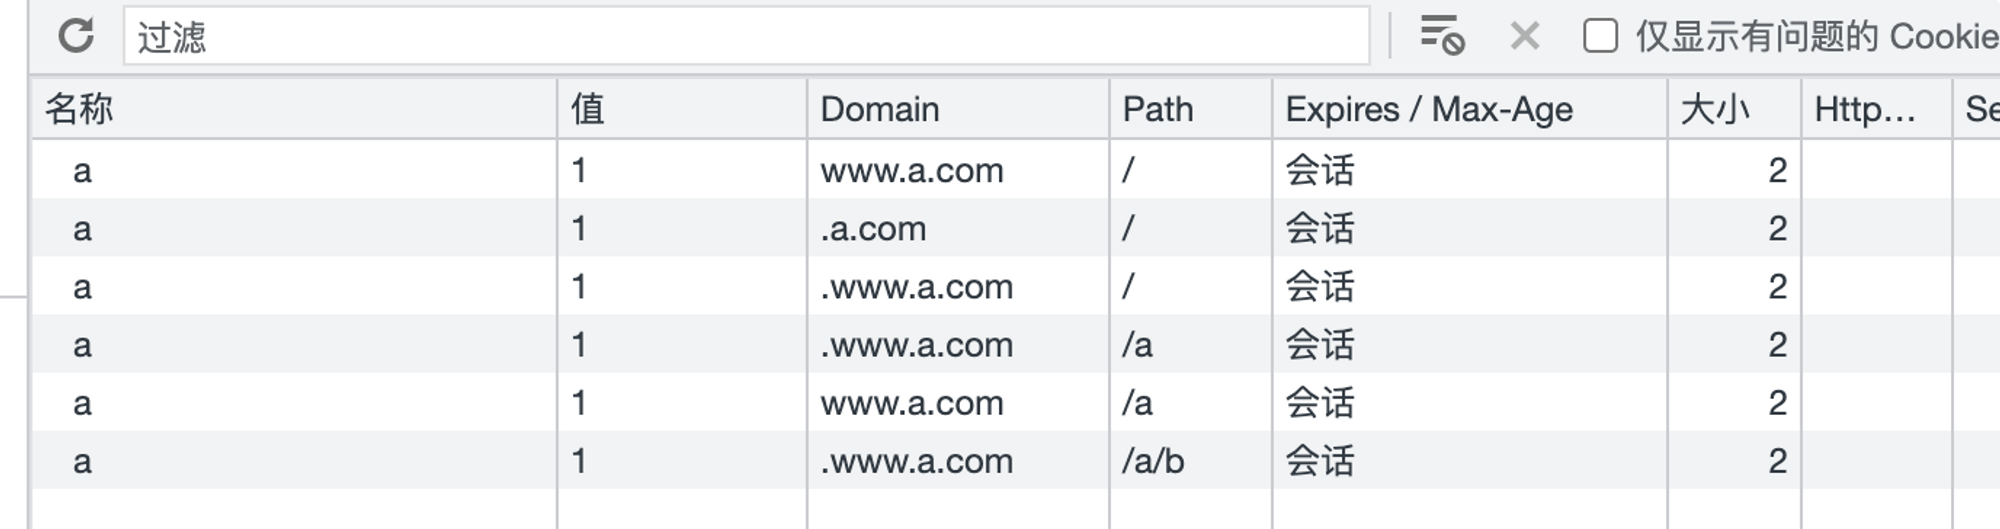 过滤 仅显示有问题的 Cookie
名称 值 Domain Path Expires / Max-Age 大小 Http... Se
a 1 www.a.com / 会话 2
a 1 .a.com / 会话 2
a 1 .www.a.com / 会话 2
a 1 .www.a.com /a 会话 2
a 1 www.a.com /a 会话 2
a 1 .www.a.com /a/b 会话 2